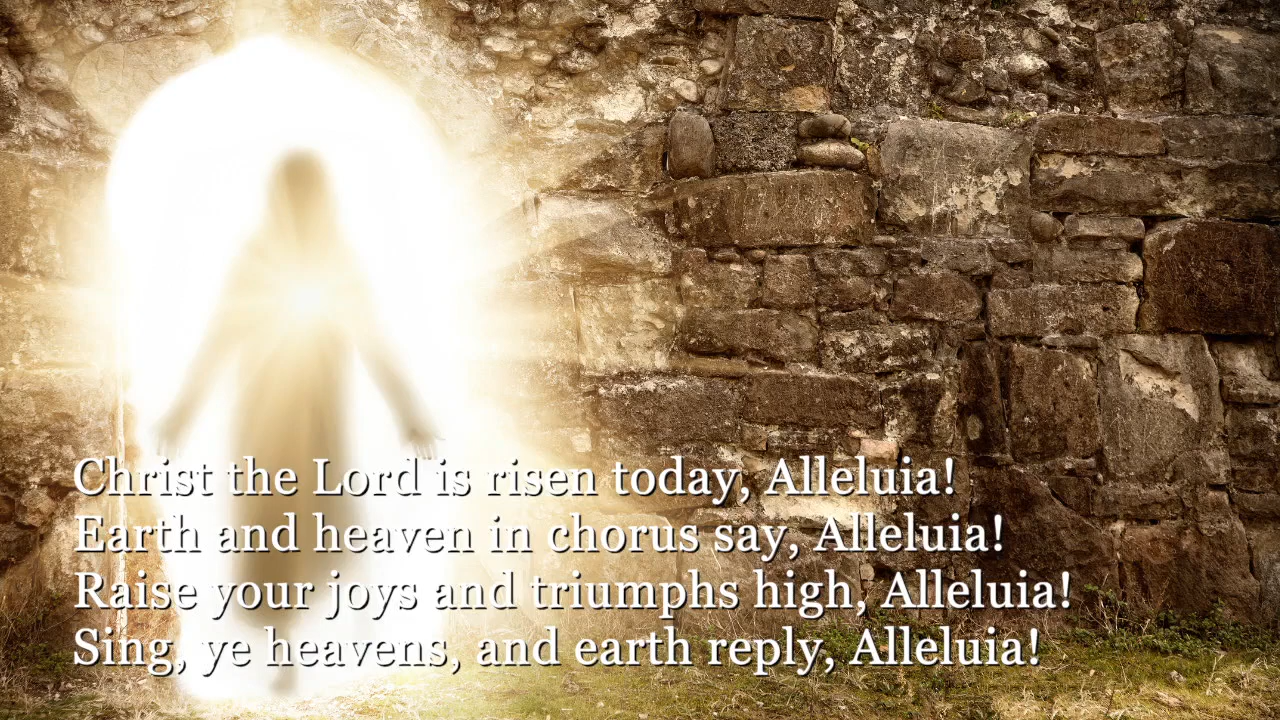 Christ the Lord is risen today, Alleluia!
Earth and heaven in chorus say, Alleluia!
Raise your joys and triumphs high, Alleluia!
Sing, ye heavens, and earth reply, Alleluia!